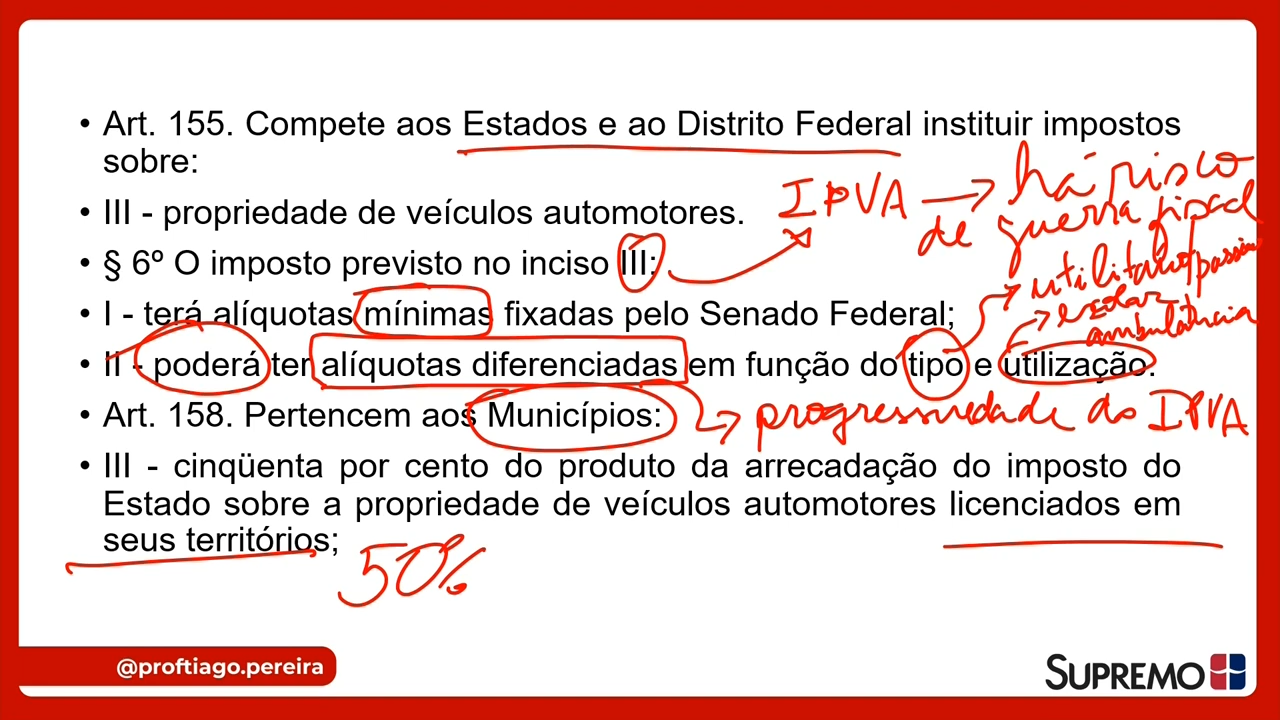 • Art. 155. Compete aos Estados e ao Distrito Federal instituir impostos
sobre:
• III - propriedade de veículos automotores.
IPVA → há risco
de guerra fiscal
• § 6º O imposto previsto no inciso III:
utilitário/passeio
• I - terá alíquotas mínimas fixadas pelo Senado Federal;
escolar
ambulância
• II - poderá ter alíquotas diferenciadas em função do tipo e utilização.
• Art. 158. Pertencem aos Municípios:
progressividade do IPVA
• III - cinqüenta por cento do produto da arrecadação do imposto do
Estado sobre a propriedade de veículos automotores licenciados em
seus territórios;
50%
@proftiago.pereira
SUPREMO